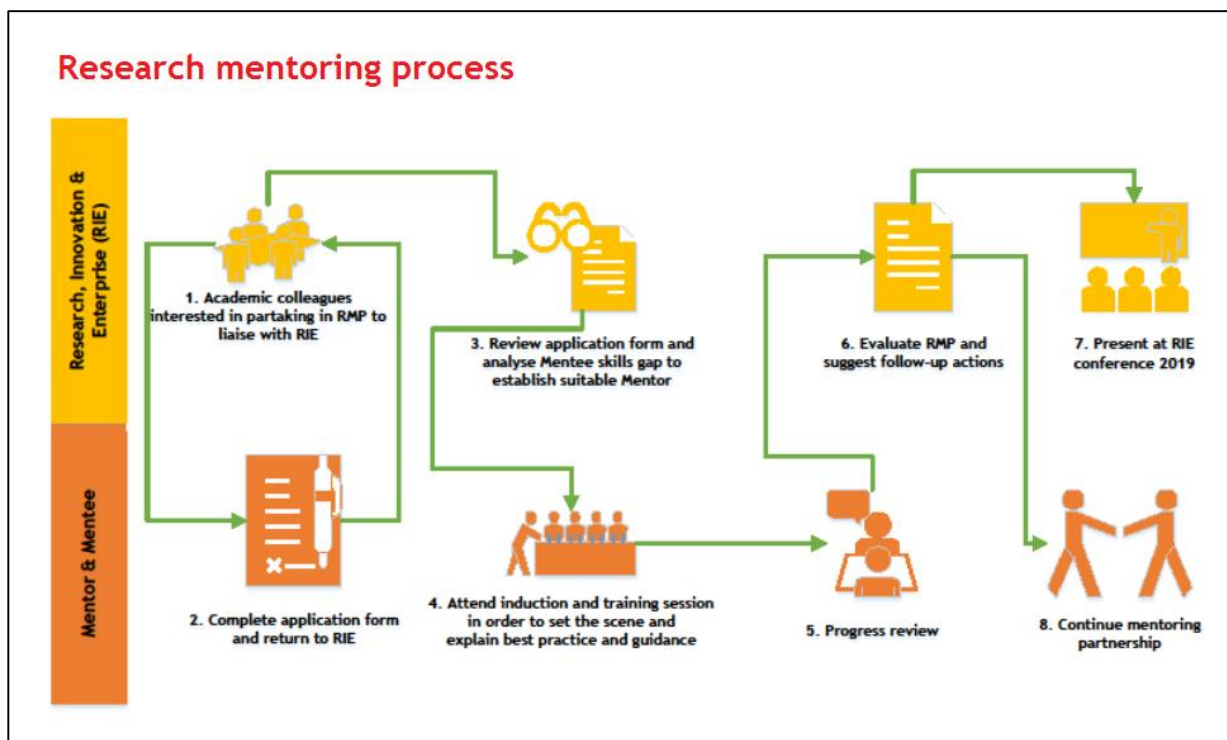 Research mentoring process
Research, Innovation &
Enterprise (RIE)
Mentor & Mentee
1. Academic colleagues
interested in partaking in RMP to
liaise with RIE
2. Complete application form
and return to RIE
3. Review application form and
analyse Mentee skills gap to
establish suitable Mentor
4. Attend induction and training session
in order to set the scene and
explain best practice and guidance
5. Progress review
6. Evaluate RMP and
suggest follow-up actions
7. Present at RIE
conference 2019
8. Continue mentoring
partnership